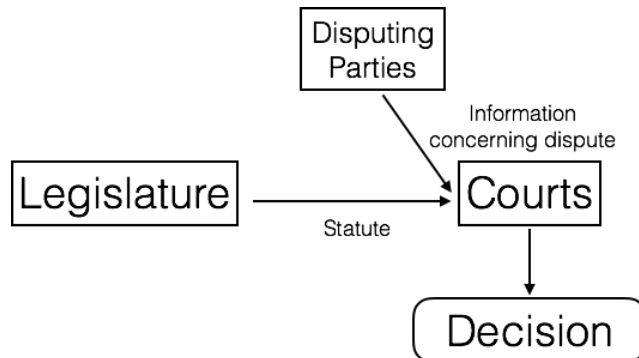 Disputing
Parties
Information
concerning dispute
Legislature
Courts
Statute
Decision